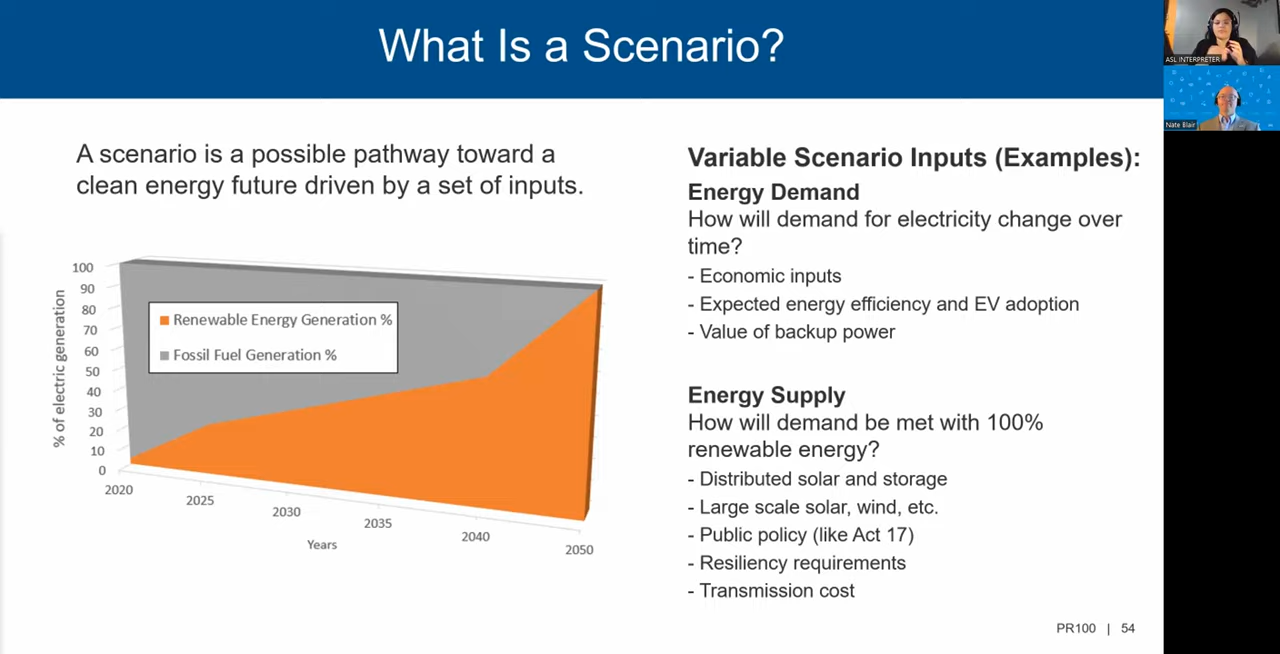 What Is a Scenario?
ASL INTERPRETER
Nate Blair
A scenario is a possible pathway toward a
clean energy future driven by a set of inputs.
% of electric generation
100
90
80
70
60
50
40
30
20
10
0
Renewable Energy Generation %
Fossil Fuel Generation %
2020
2025
2030
2035
2040
2050
Years
Variable Scenario Inputs (Examples):
Energy Demand
How will demand for electricity change over
time?
- Economic inputs
- Expected energy efficiency and EV adoption
- Value of backup power
Energy Supply
How will demand be met with 100%
renewable energy?
- Distributed solar and storage
- Large scale solar, wind, etc.
- Public policy (like Act 17)
- Resiliency requirements
- Transmission cost
PR100 | 54